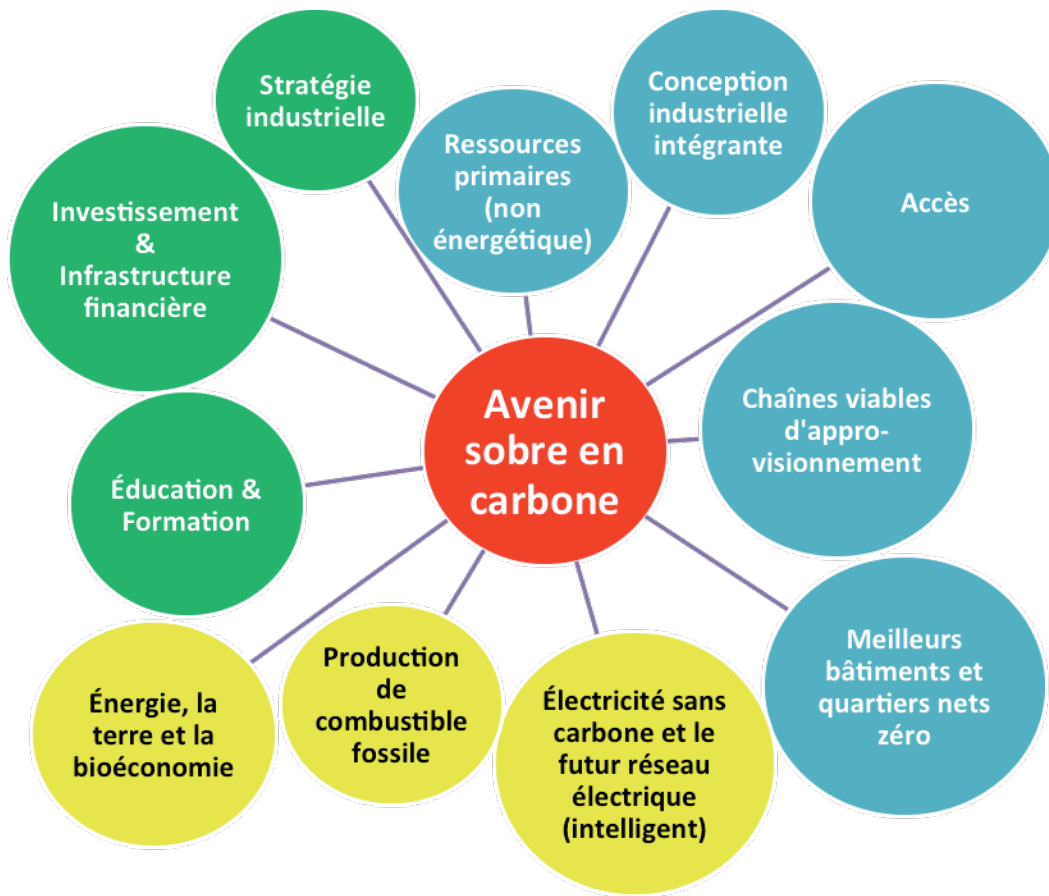 Stratégie
industrielle
Ressources
primaires
(non
énergétique)
Conception
industrielle
intégrante
Accès
Investissement
&
Infrastructure
financière
Avenir
sobre en
carbone
Chaînes viables
d'appro-
visionnement
Éducation &
Formation
Meilleurs
bâtiments et
quartiers nets
zéro
Énergie, la
terre et la
bioéconomie
Production
de
combustible
fossile
Électricité sans
carbone et le
futur réseau
électrique
(intelligent)